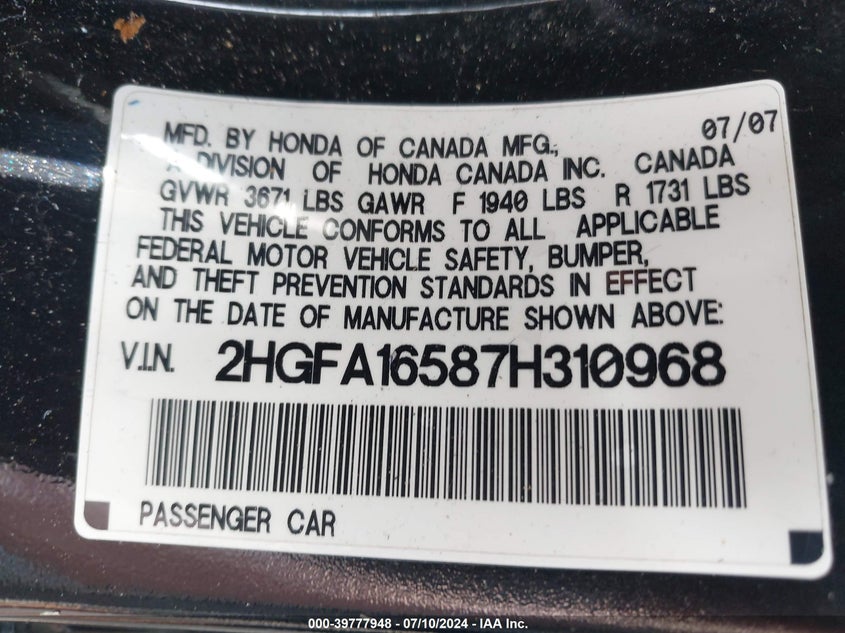 07/07
MFD. BY HONDA OF CANADA MFG.,
A DIVISION OF HONDA CANADA INC. CANADA
GVWR 3671 LBS GAWR F 1940 LBS R 1731 LBS
THIS VEHICLE CONFORMS TO ALL APPLICABLE
FEDERAL MOTOR VEHICLE SAFETY, BUMPER,
AND THEFT PREVENTION STANDARDS IN EFFECT
ON THE DATE OF MANUFACTURE SHOWN ABOVE:
V.I.N. 2HGFA16587H310968
PASSENGER CAR
000-39777948 - 07/10/2024 - IAA Inc.